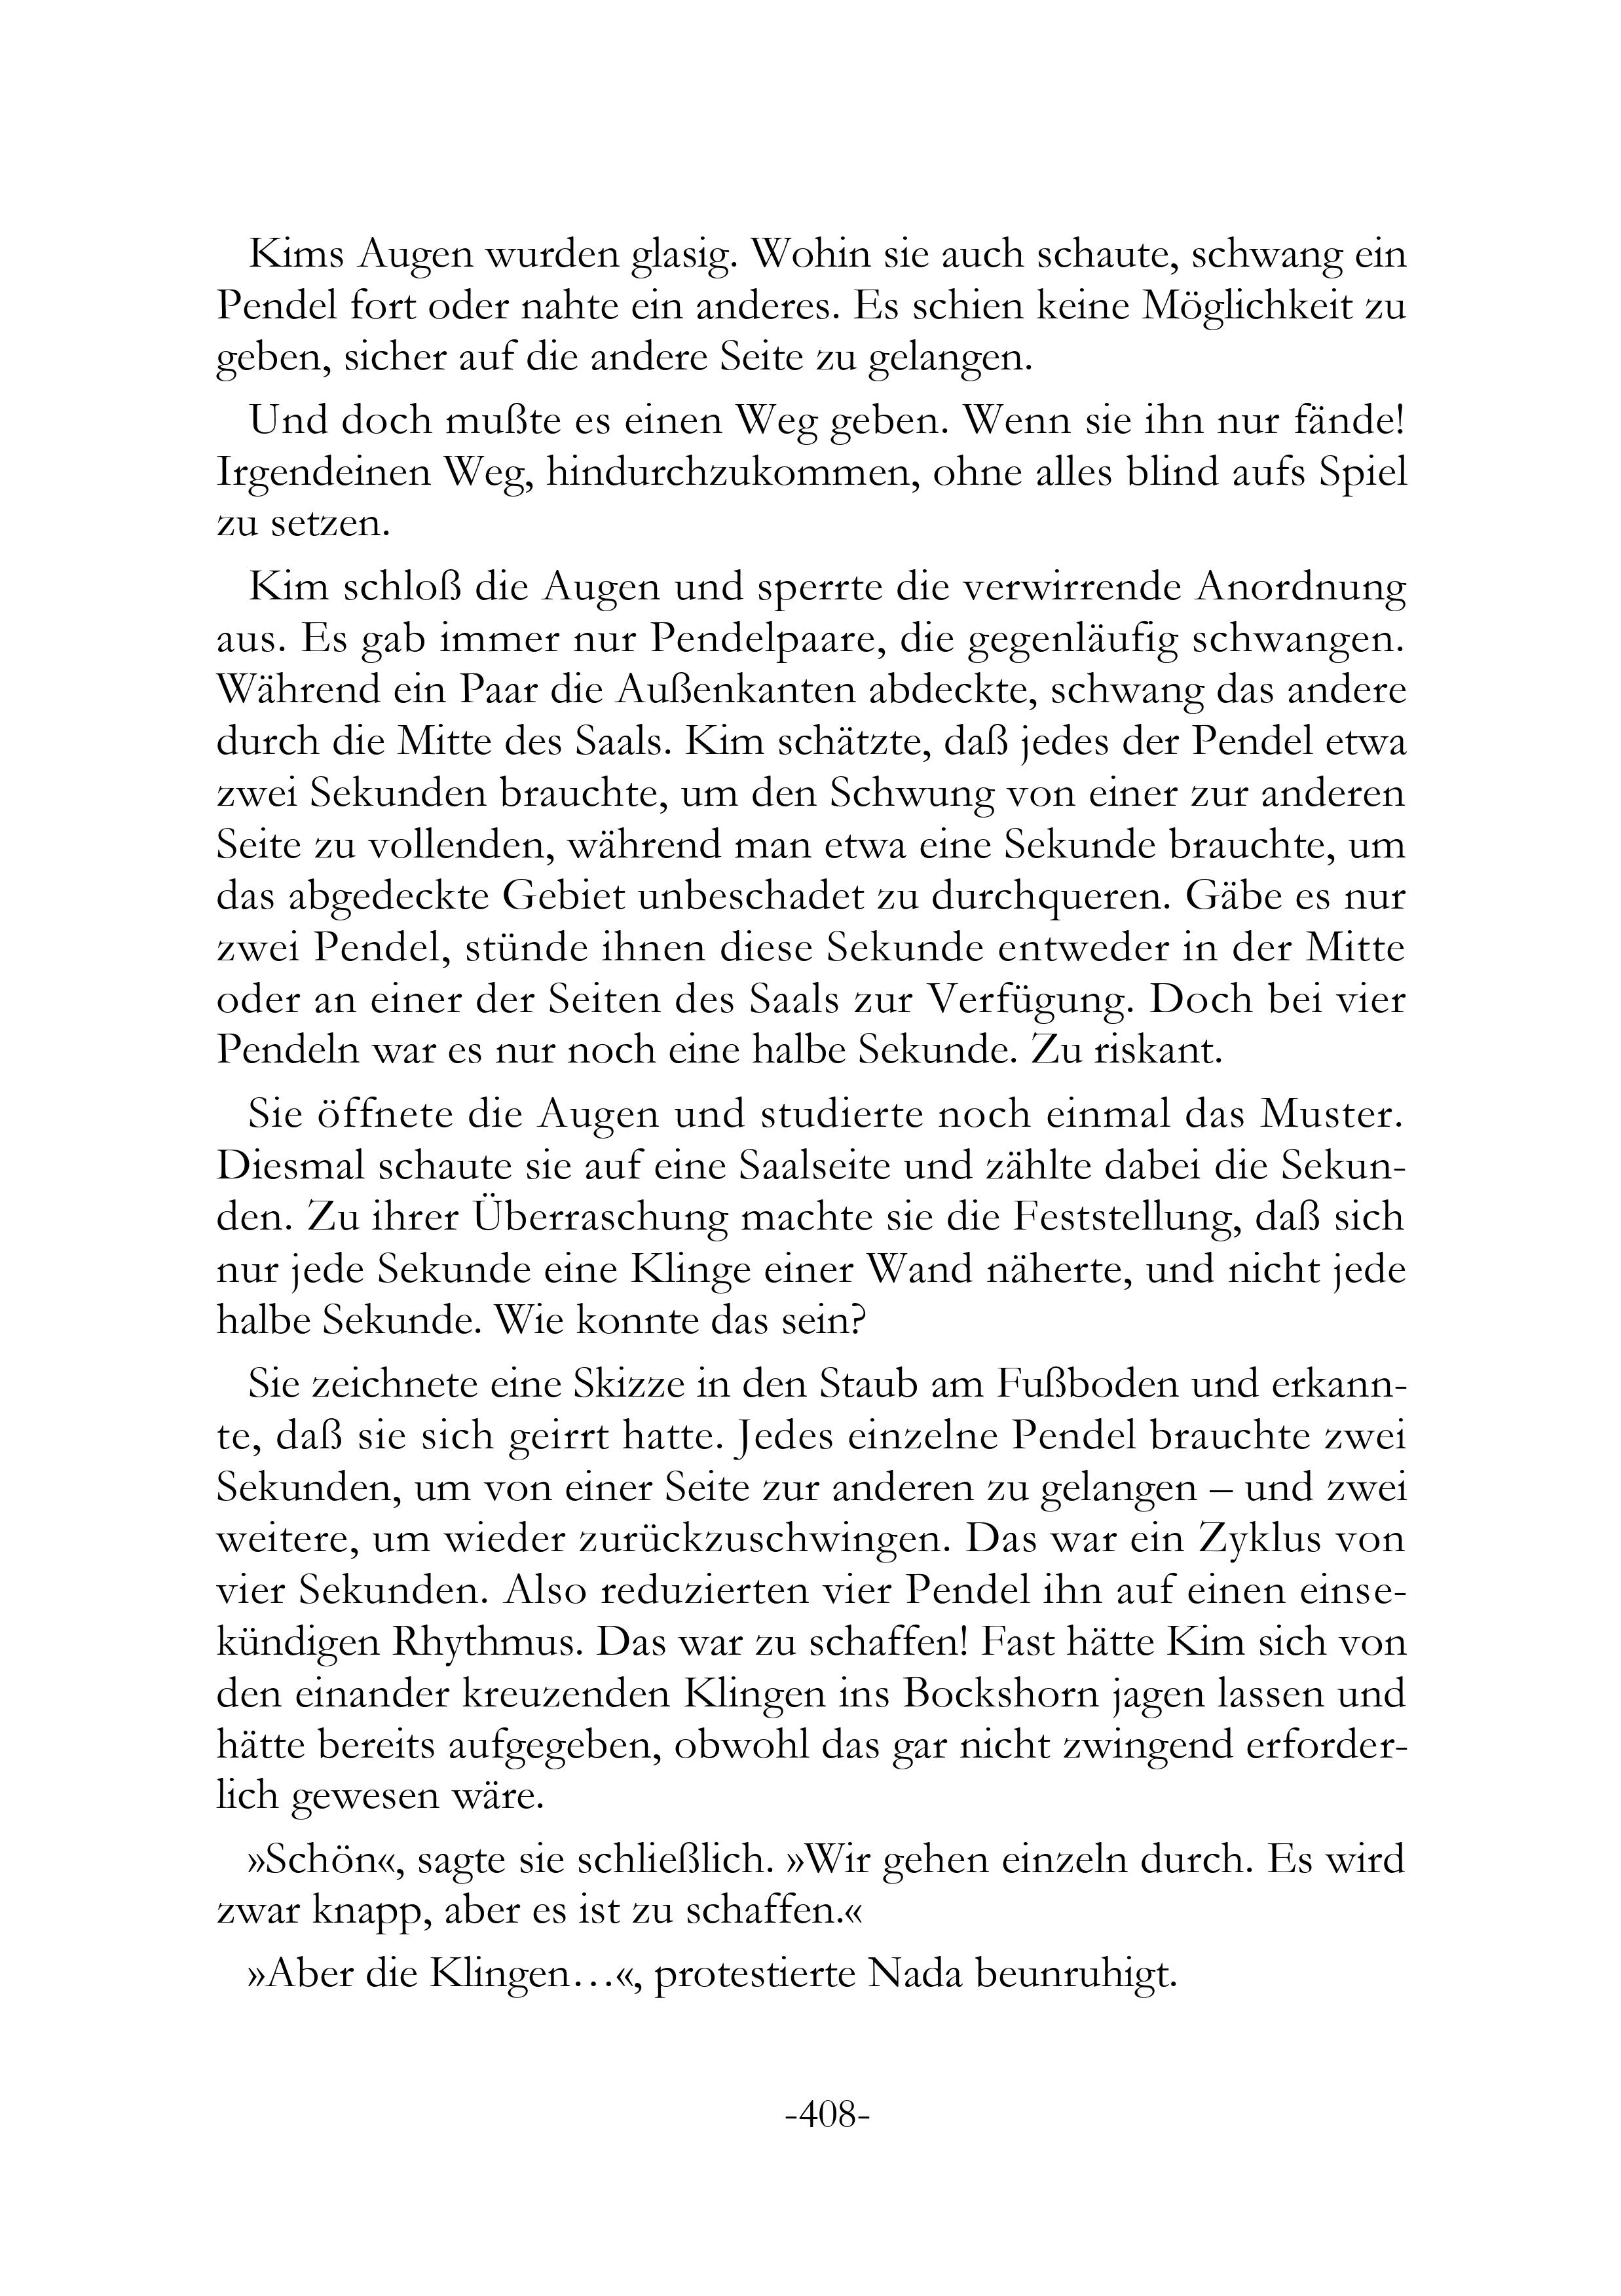 Kims Augen wurden glasig. Wohin sie auch schaute, schwang ein
Pendel fort oder nahte ein anderes. Es schien keine Möglichkeit zu
geben, sicher auf die andere Seite zu gelangen.
Und doch mußte es einen Weg geben. Wenn sie ihn nur fände!
Irgendeinen Weg, hindurchzukommen, ohne alles blind aufs Spiel
zu setzen.
Kim schloß die Augen und sperrte die verwirrende Anordnung
aus. Es gab immer nur Pendelpaare, die gegenläufig schwangen.
Während ein Paar die Außenkanten abdeckte, schwang das andere
durch die Mitte des Saals. Kim schätzte, daß jedes der Pendel etwa
zwei Sekunden brauchte, um den Schwung von einer zur anderen
Seite zu vollenden, während man etwa eine Sekunde brauchte, um
das abgedeckte Gebiet unbeschadet zu durchqueren. Gäbe es nur
zwei Pendel, stünde ihnen diese Sekunde entweder in der Mitte
oder an einer der Seiten des Saals zur Verfügung. Doch bei vier
Pendeln war es nur noch eine halbe Sekunde. Zu riskant.
Sie öffnete die Augen und studierte noch einmal das Muster.
Diesmal schaute sie auf eine Saalseite und zählte dabei die Sekun-
den. Zu ihrer Überraschung machte sie die Feststellung, daß sich
nur jede Sekunde eine Klinge einer Wand näherte, und nicht jede
halbe Sekunde. Wie konnte das sein?
Sie zeichnete eine Skizze in den Staub am Fußboden und erkann-
te, daß sie sich geirrt hatte. Jedes einzelne Pendel brauchte zwei
Sekunden, um von einer Seite zur anderen zu gelangen – und zwei
weitere, um wieder zurückzuschwingen. Das war ein Zyklus von
vier Sekunden. Also reduzierten vier Pendel ihn auf einen einse-
kündigen Rhythmus. Das war zu schaffen! Fast hätte Kim sich von
den einander kreuzenden Klingen ins Bockshorn jagen lassen und
hätte bereits aufgegeben, obwohl das gar nicht zwingend erforder-
lich gewesen wäre.
»Schön«, sagte sie schließlich. »Wir gehen einzeln durch. Es wird
zwar knapp, aber es ist zu schaffen.«
»Aber die Klingen…«, protestierte Nada beunruhigt.
-408-